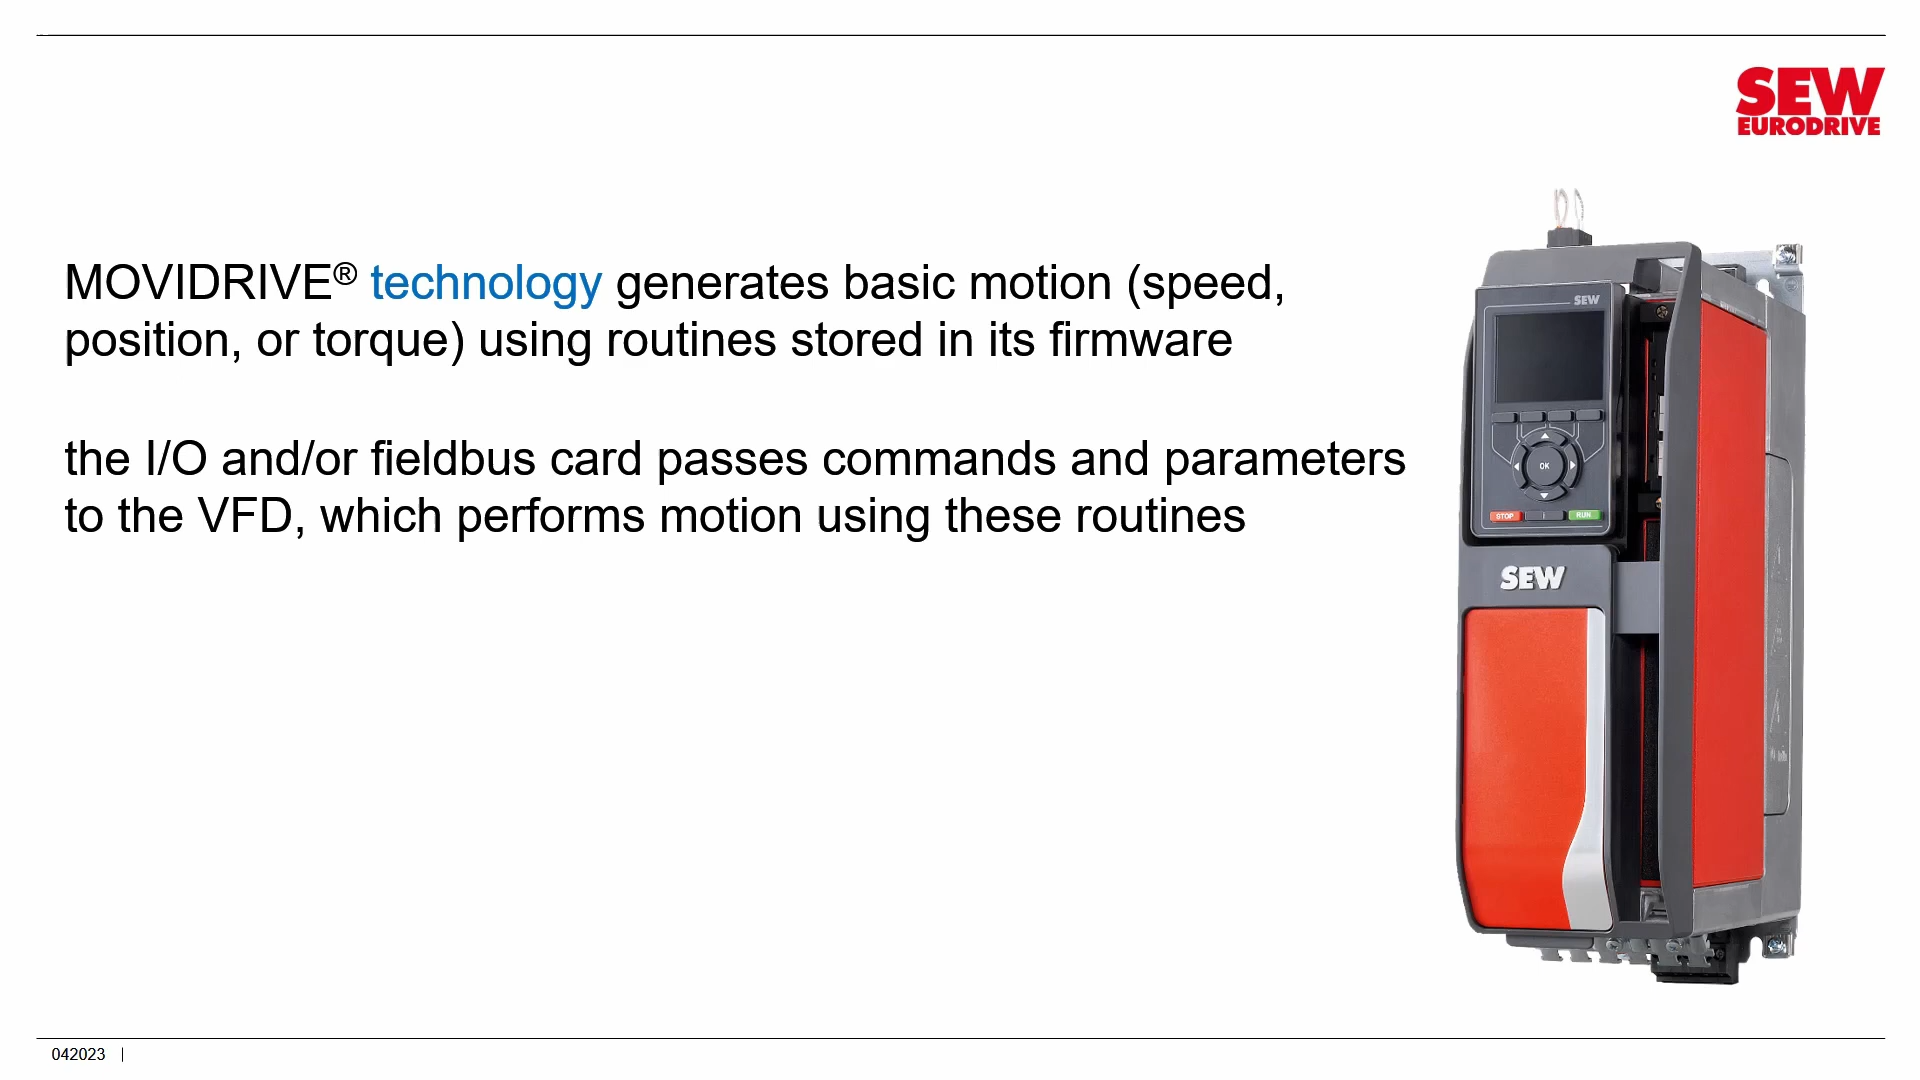 SEW
EURODRIVE
MOVIDRIVE® technology generates basic motion (speed,
position, or torque) using routines stored in its firmware
the I/O and/or fieldbus card passes commands and parameters
to the VFD, which performs motion using these routines
SEW
OK
STOP
RUN
SEW
042023 |